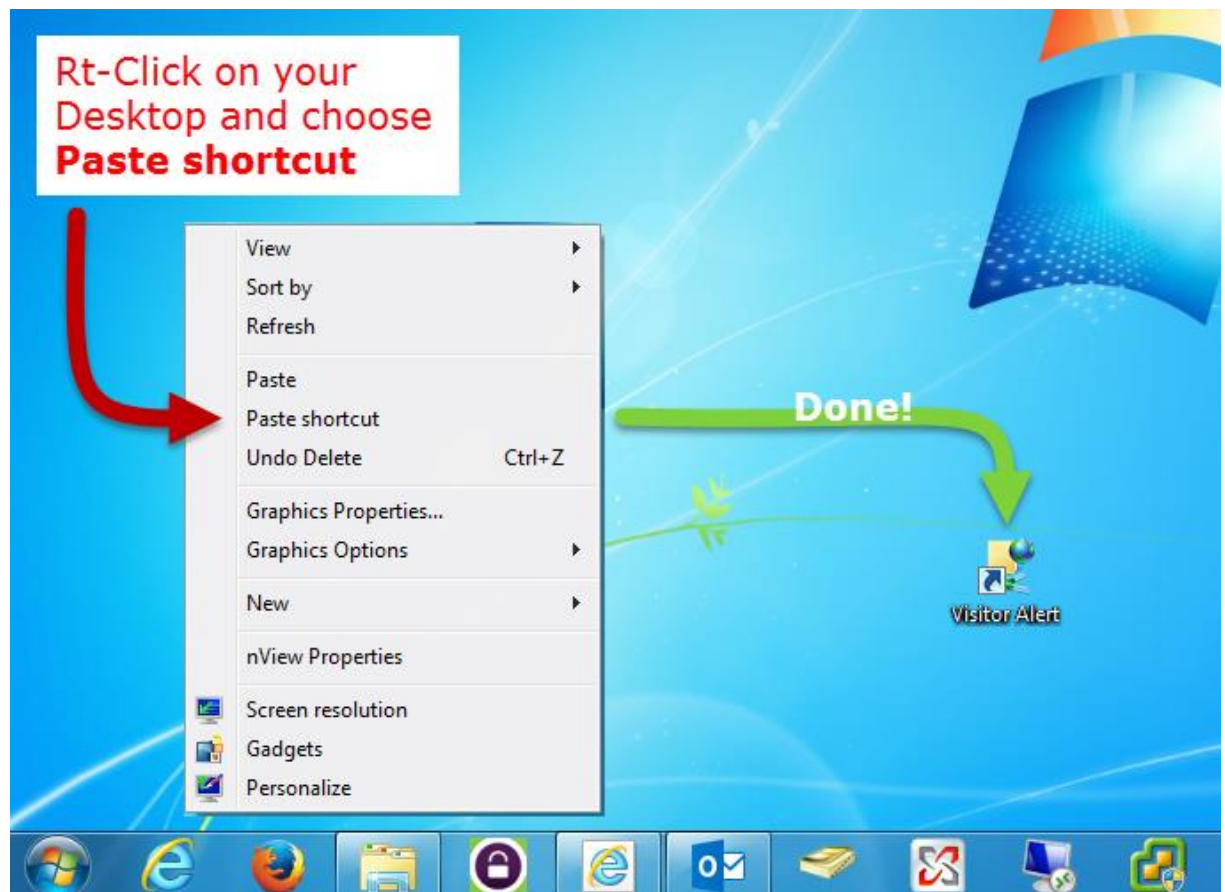 Rt-Click on your
Desktop and choose
Paste shortcut
View
Sort by
Refresh
Paste
Paste shortcut
Undo Delete Ctrl+Z
Graphics Properties...
Graphics Options
New
nView Properties
Screen resolution
Gadgets
Personalize
Done!
Visitor Alert